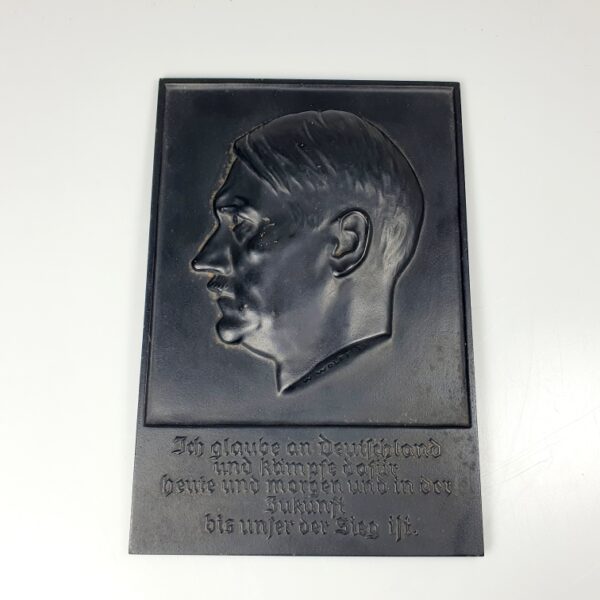 K. WOLF
Ich glaube an Deutschland
und kämpfe dafür
heute und morgen und in der
Zukunft
bis unser der Sieg ist.